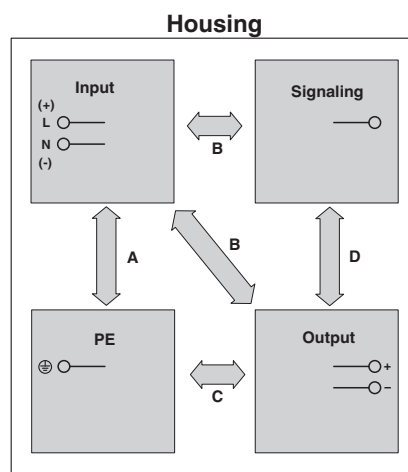 Housing
Input
(+)
L
N
(-)
Signaling
B
A
B
D
PE
C
Output
+
−